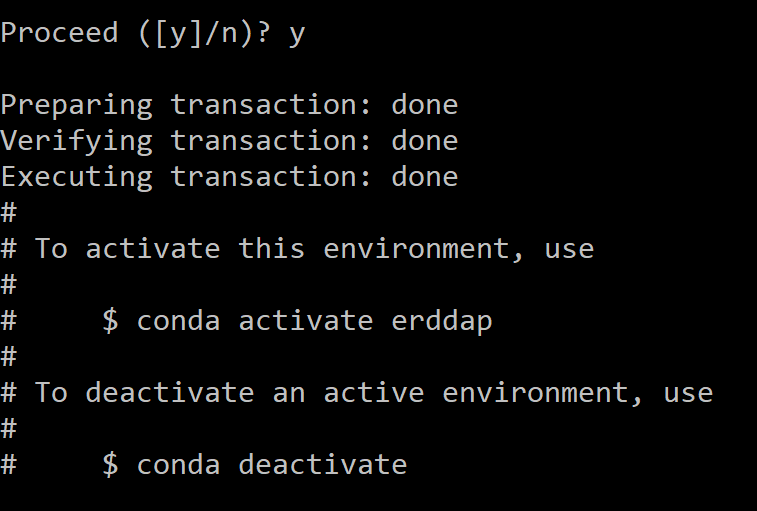 Proceed ([y]/n)? y
Preparing transaction: done
Verifying transaction: done
Executing transaction: done
#
# To activate this environment, use
#
#     $ conda activate erddap
#
# To deactivate an active environment, use
#
#     $ conda deactivate